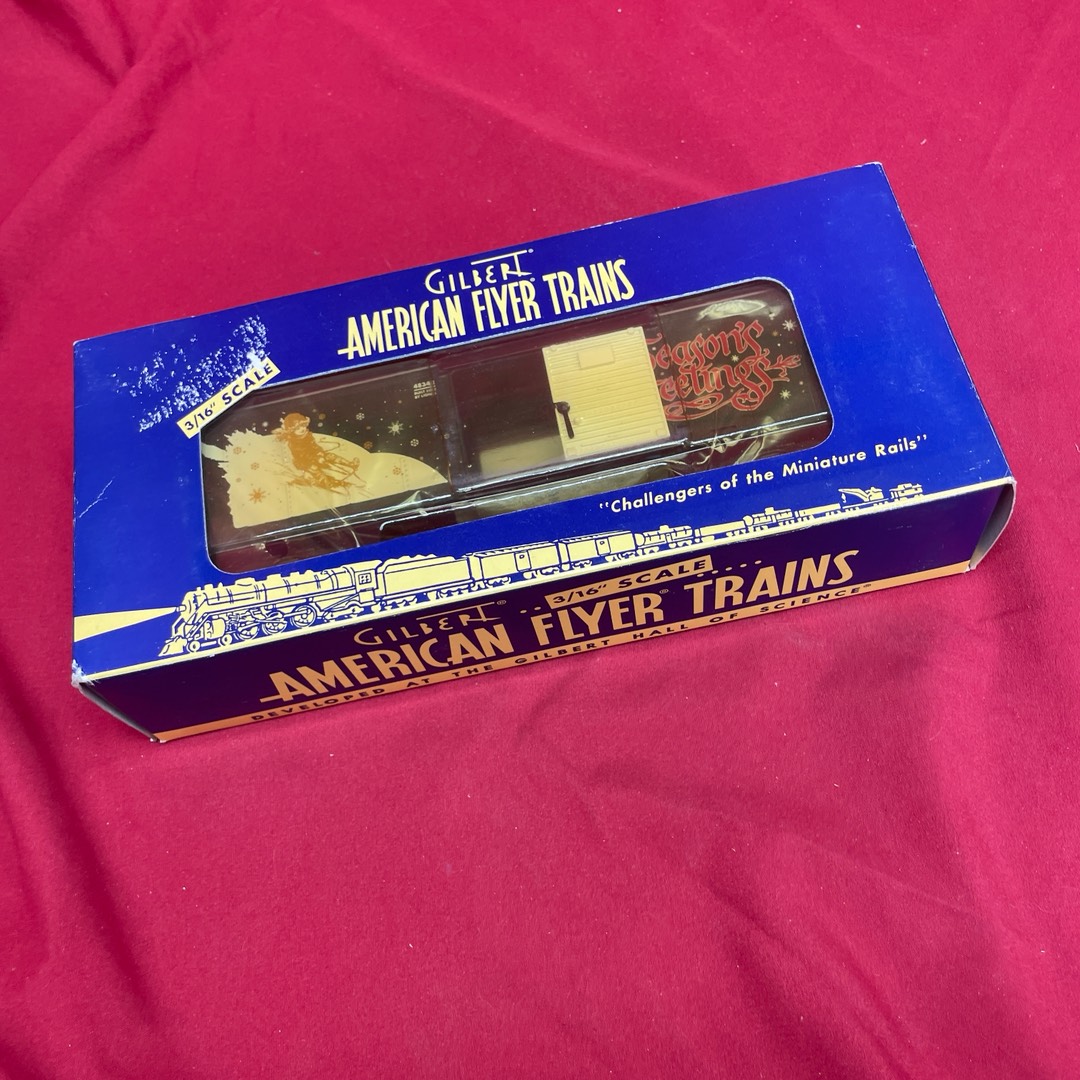 GILBERT®
AMERICAN FLYER TRAINS
3/16" SCALE
Season's
Greetings
"Challengers of the Miniature Rails"
3/16" SCALE
GILBERT®
AMERICAN FLYER® TRAINS®
DEVELOPED AT THE GILBERT HALL OF SCIENCE